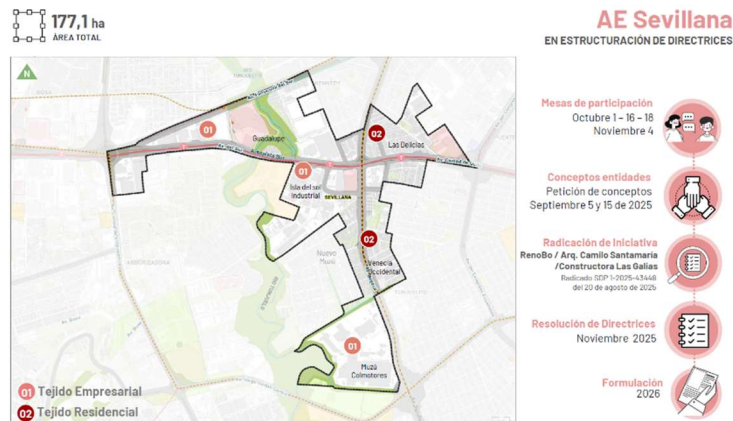 177,1 ha
ÁREA TOTAL
AE Sevillana
EN ESTRUCTURACIÓN DE DIRECTRICES
N
01
Guadalupe
02
Las Delicias
01
Isla del sol
Industrial
SEVILLANA
02
Venecia
Occidental
Nuevo
Muzú
01
Muzú
Colmotores
01 Tejido Empresarial
02 Tejido Residencial
Mesas de participación
Octubre 1 - 16 - 18
Noviembre 4
Conceptos entidades
Petición de conceptos
Septiembre 5 y 15 de 2025
Radicación de Iniciativa
RenoBo / Arq. Camilo Santamaría
/Constructora Las Galias
Radicado SDP 1-2025-43448
del 20 de agosto de 2025
Resolución de Directrices
Noviembre 2025
Formulación
2026